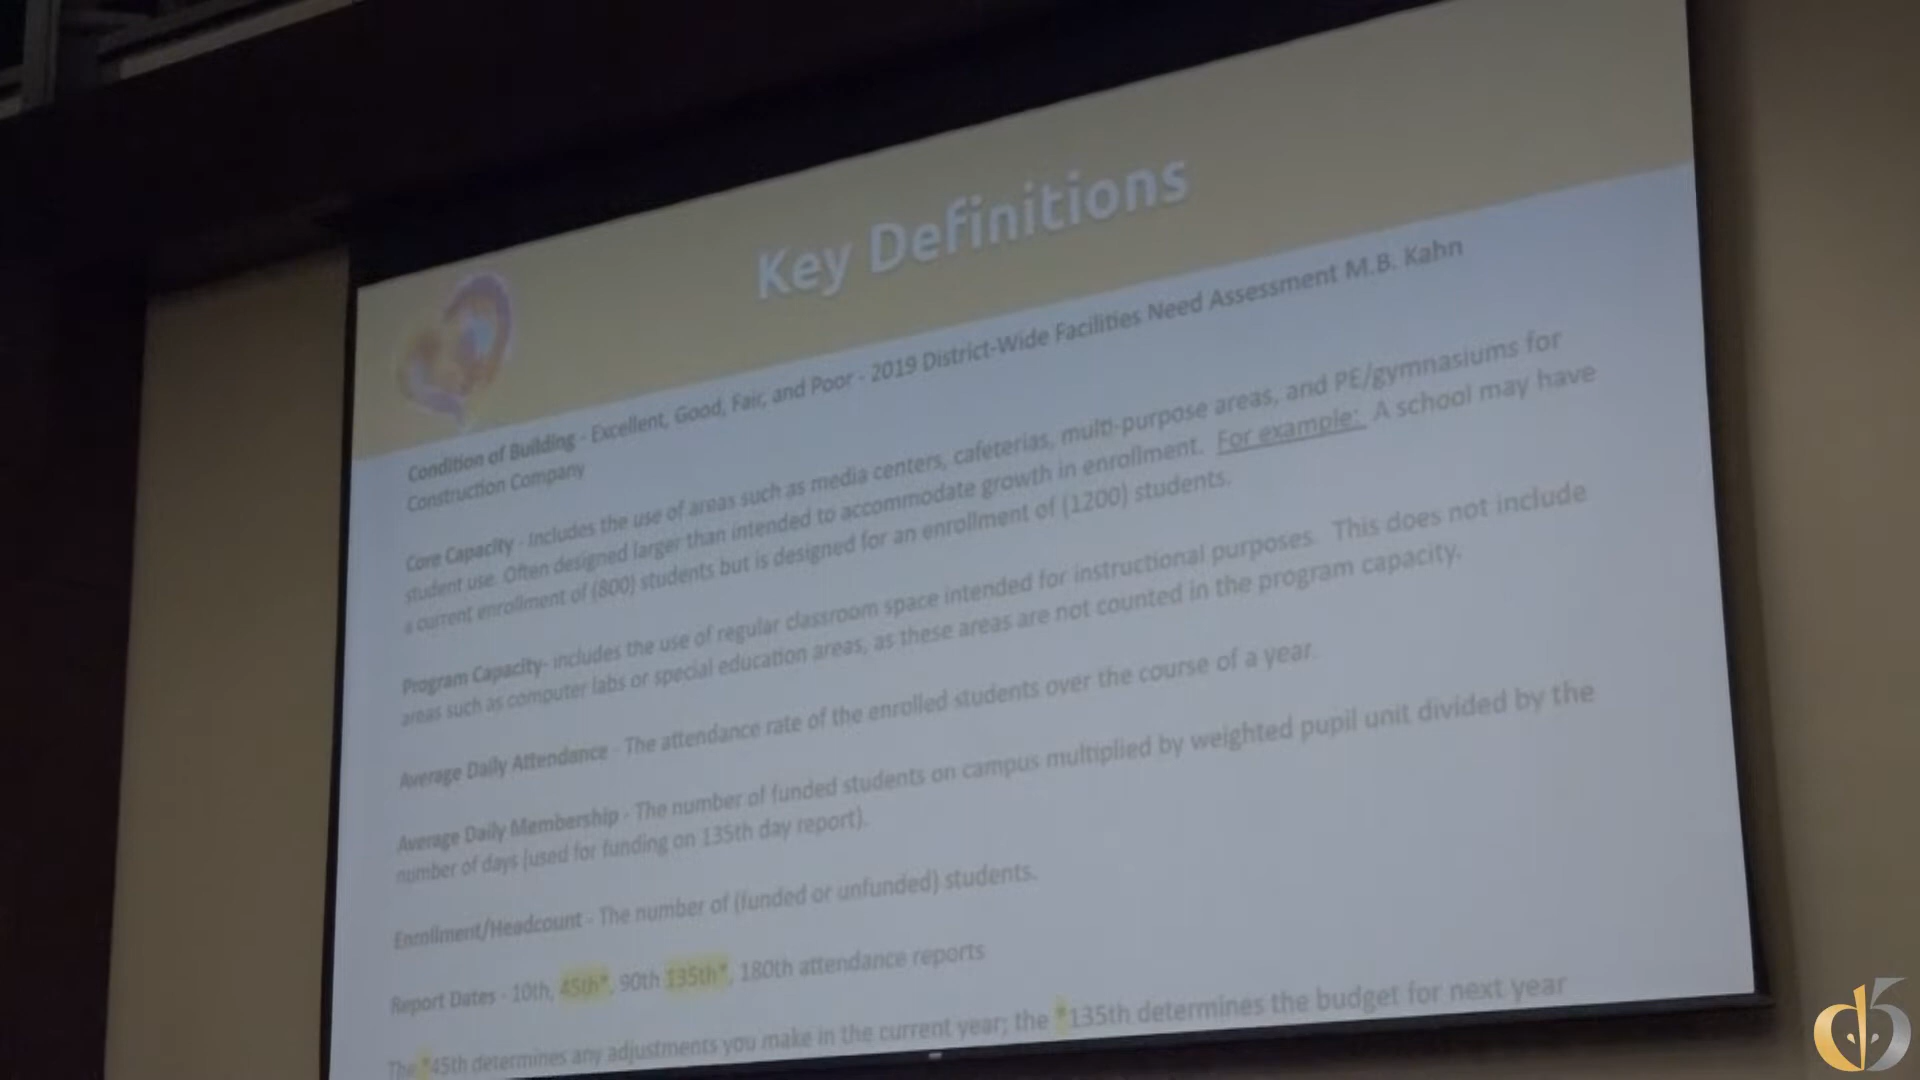 Key Definitions
Condition of Building - Excellent, Good, Fair, and Poor - 2019 District-Wide Facilities Need Assessment M.B. Kahn
Construction Company
Core Capacity - Includes the use of areas such as media centers, cafeterias, multi-purpose areas, and PE/gymnasiums for
student use. Often designed larger than intended to accommodate growth in enrollment. For example: A school may have
a current enrollment of (800) students but is designed for an enrollment of (1200) students.
Program Capacity- includes the use of regular classroom space intended for instructional purposes. This does not include
areas such as computer labs or special education areas, as these areas are not counted in the program capacity.
Average Daily Attendance - The attendance rate of the enrolled students over the course of a year.
Average Daily Membership - The number of funded students on campus multiplied by weighted pupil unit divided by the
number of days (used for funding on 135th day report).
Enrollment/Headcount - The number of (funded or unfunded) students.
Report Dates - 10th, 45th*, 90th 135th*, 180th attendance reports
The *45th determines any adjustments you make in the current year; the *135th determines the budget for next year
d5